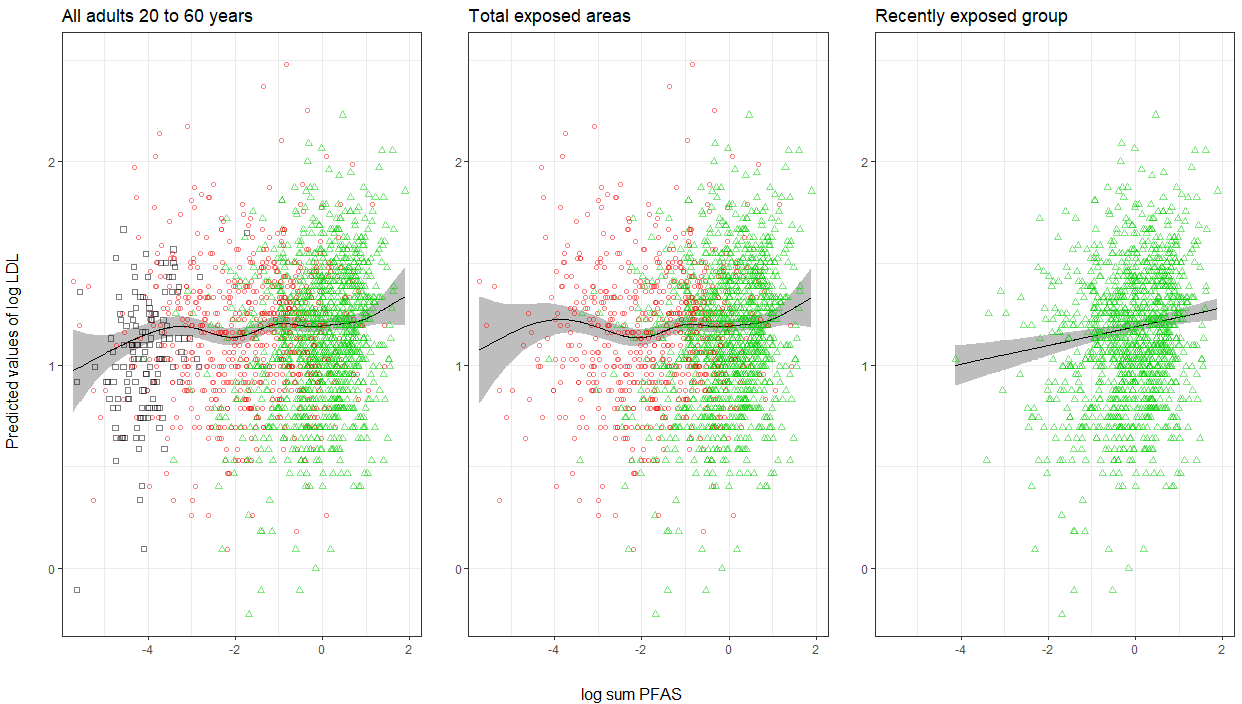 All adults 20 to 60 years
Total exposed areas
Recently exposed group
Predicted values of log LDL
2
1
0
2
1
0
2
1
0
-4 -2 0 2
-4 -2 0 2
-4 -2 0 2
log sum PFAS